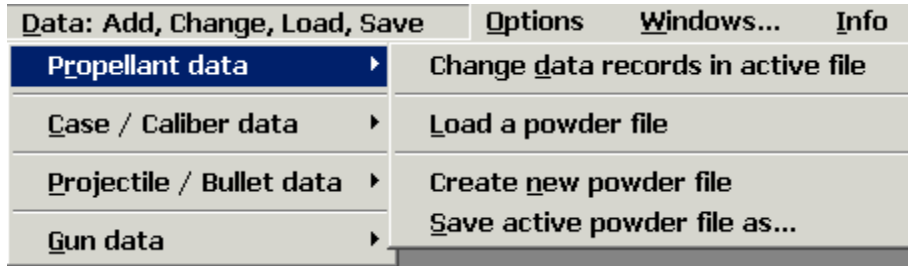 Data: Add, Change, Load, Save Options Windows... Info
Propellant data
Case / Caliber data
Projectile / Bullet data
Gun data
Change data records in active file
Load a powder file
Create new powder file
Save active powder file as...